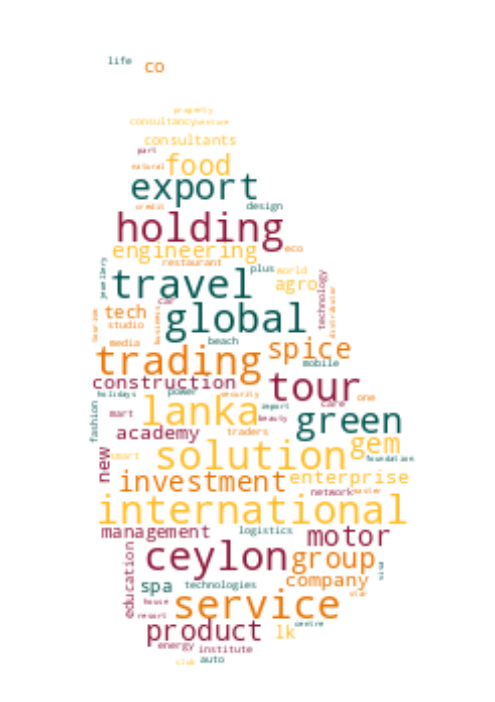 life
co
property
consultancy venture
consultants
part
natural food
export
credit design
holding
engineering eco
restaurant
plus world
jewellery travel agro technology
car
tourism tech business global distributor
studio
beach
media
trading spice
mobile
construction tour
holidays power security care one
fashion lanka import
mart beauty green
academy traders
solution gem
smart foundation
new
investment enterprise
network master
international
management logistics motor
ceylon group
education company
spa technologies
star
house service
resort
product lk centre
energy institute
club auto